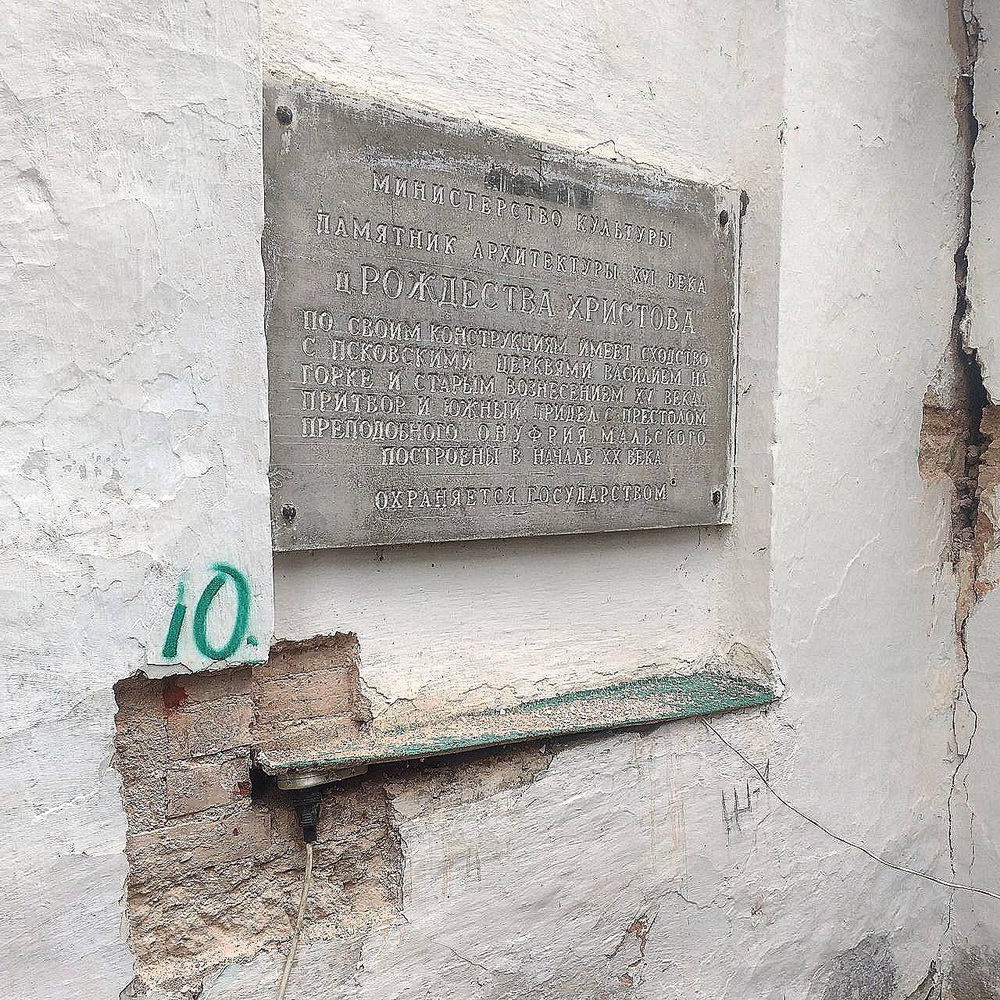 МИНИСТЕРСТВО КУЛЬТУРЫ
ПАМЯТНИК АРХИТЕКТУРЫ XVI ВЕКА
Ц. РОЖДЕСТВА ХРИСТОВА
ПО СВОИМ КОНСТРУКЦИЯМ ИМЕЕТ СХОДСТВО
С ПСКОВСКИМИ ЦЕРКВЯМИ ВАСИЛИЕМ НА
ГОРКЕ И СТАРЫМ ВОЗНЕСЕНИЕМ XV ВЕКА.
ПРИТВОР И ЮЖНЫЙ ПРИДЕЛ С ПРЕСТОЛОМ
ПРЕПОДОБНОГО ОНУФРИЯ МАЛЬСКОГО
ПОСТРОЕНЫ В НАЧАЛЕ XX ВЕКА
ОХРАНЯЕТСЯ ГОСУДАРСТВОМ
10.